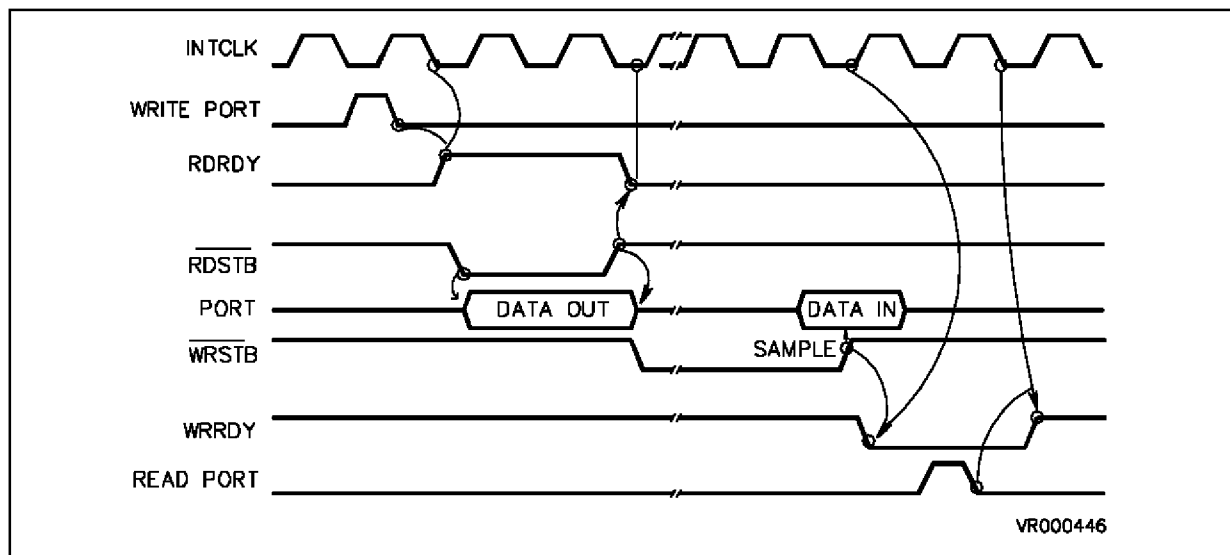 INTCLK
WRITE PORT
RDRDY
RDSTB
PORT DATA OUT DATA IN
WRSTB SAMPLE
WRRDY
READ PORT
VR000446